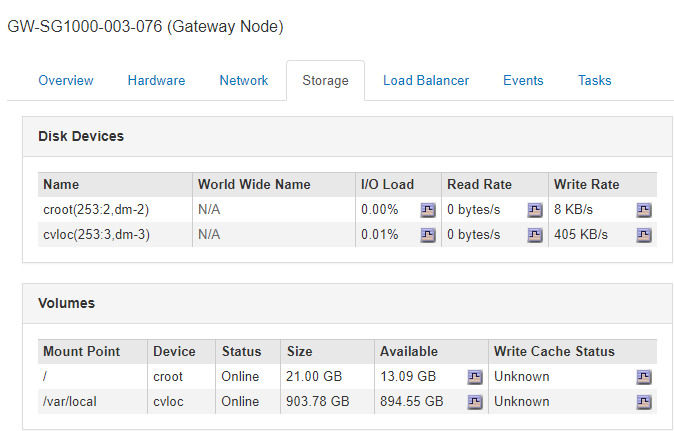 GW-SG1000-003-076 (Gateway Node)
Overview Hardware Network Storage Load Balancer Events Tasks
Disk Devices
Name World Wide Name I/O Load Read Rate Write Rate
croot(253:2,dm-2) N/A 0.00% 0 bytes/s 8 KB/s
cvloc(253:3,dm-3) N/A 0.01% 0 bytes/s 405 KB/s
Volumes
Mount Point Device Status Size Available Write Cache Status
/ croot Online 21.00 GB 13.09 GB Unknown
/var/local cvloc Online 903.78 GB 894.55 GB Unknown